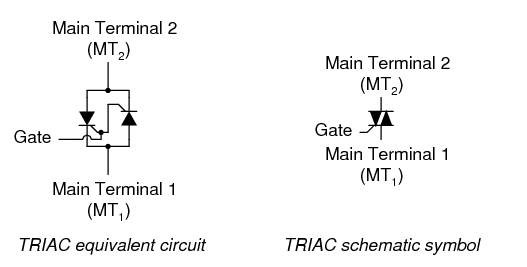 Main Terminal 2
(MT2)
Gate
Main Terminal 1
(MT1)
TRIAC equivalent circuit
Main Terminal 2
(MT2)
Gate
Main Terminal 1
(MT1)
TRIAC schematic symbol